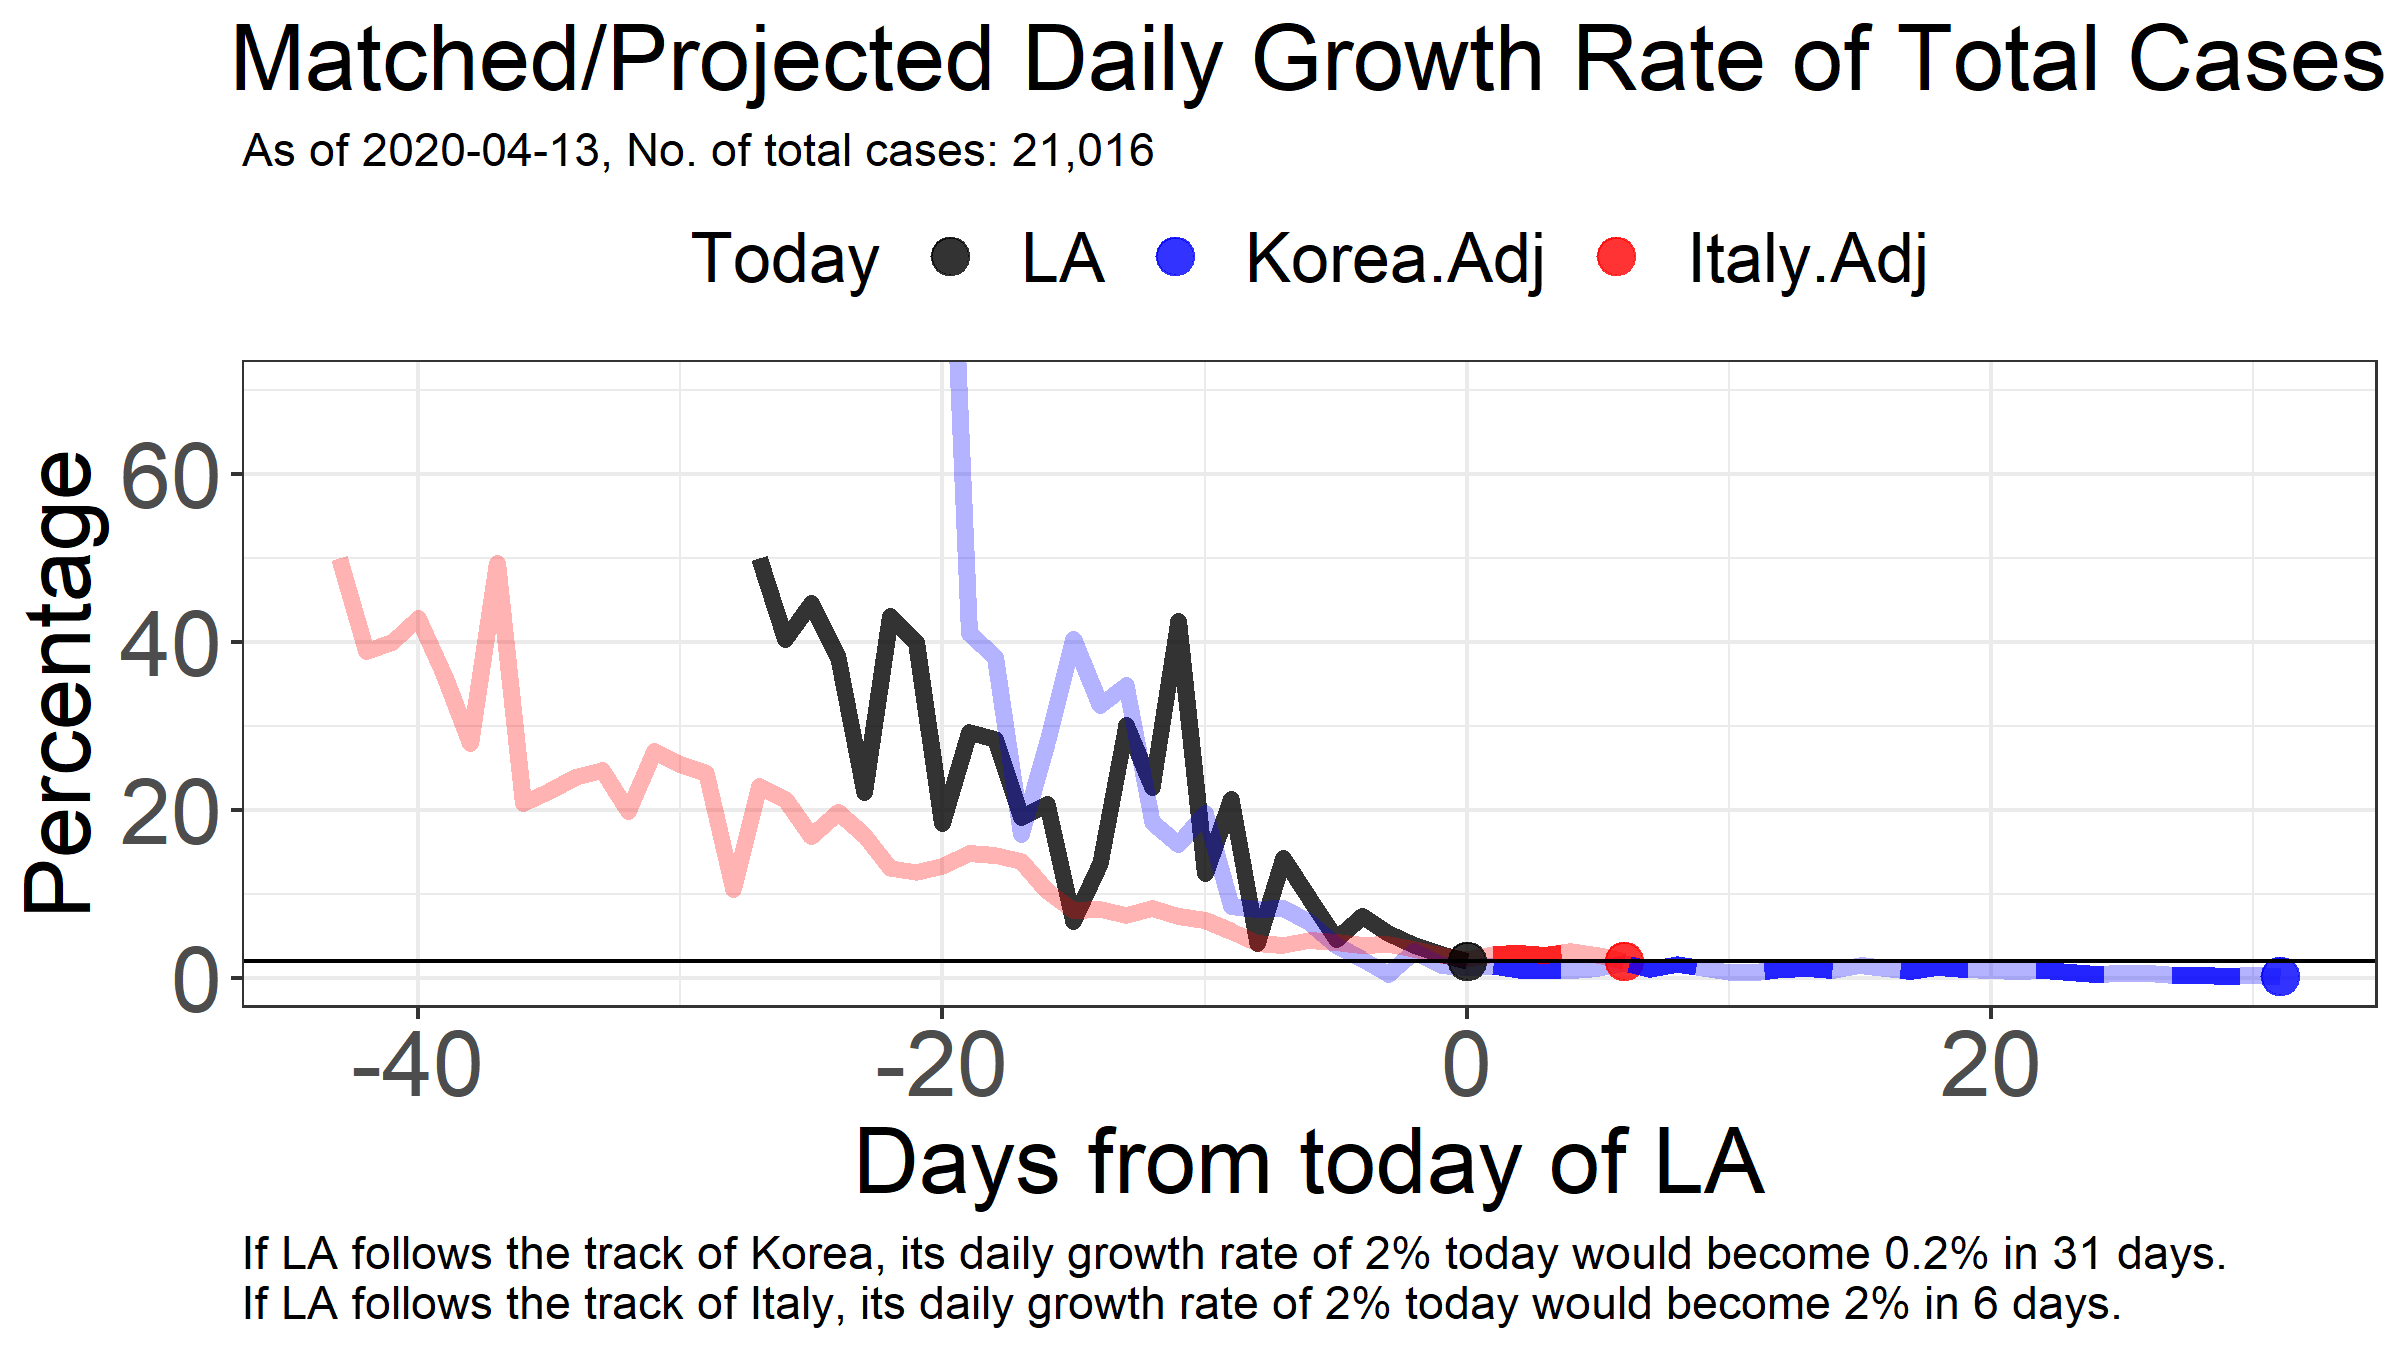 Matched/Projected Daily Growth Rate of Total Cases
As of 2020-04-13, No. of total cases: 21,016
Today LA Korea.Adj Italy.Adj
Percentage
60
40
20
0
-40 -20 0 20
Days from today of LA
If LA follows the track of Korea, its daily growth rate of 2% today would become 0.2% in 31 days.
If LA follows the track of Italy, its daily growth rate of 2% today would become 2% in 6 days.